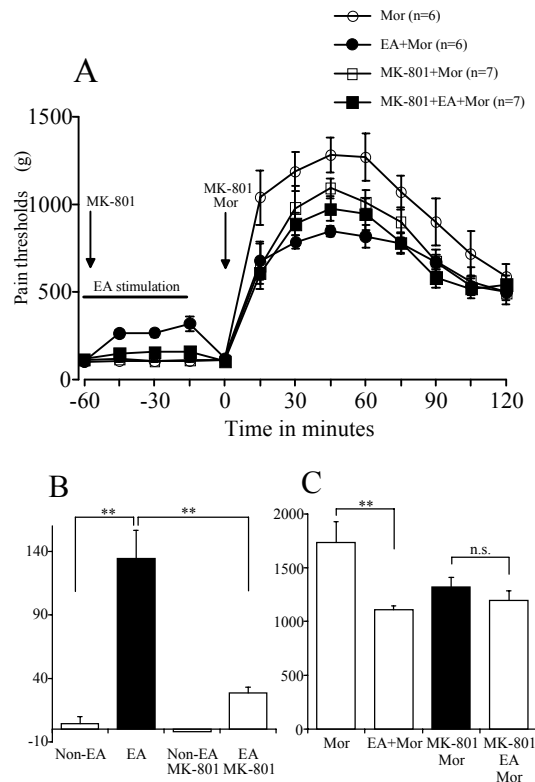 Mor (n=6)
EA+Mor (n=6)
MK-801+Mor (n=7)
MK-801+EA+Mor (n=7)
A
Pain thresholds (g)
1500
1000
500
0
MK-801
MK-801
Mor
EA stimulation
-60 -30 0 30 60 90 120
Time in minutes
B
** **
140
90
40
-10
Non-EA EA Non-EA MK-801 EA MK-801
C
**
n.s.
2000
1500
1000
500
0
Mor EA+Mor MK-801 Mor MK-801 EA Mor